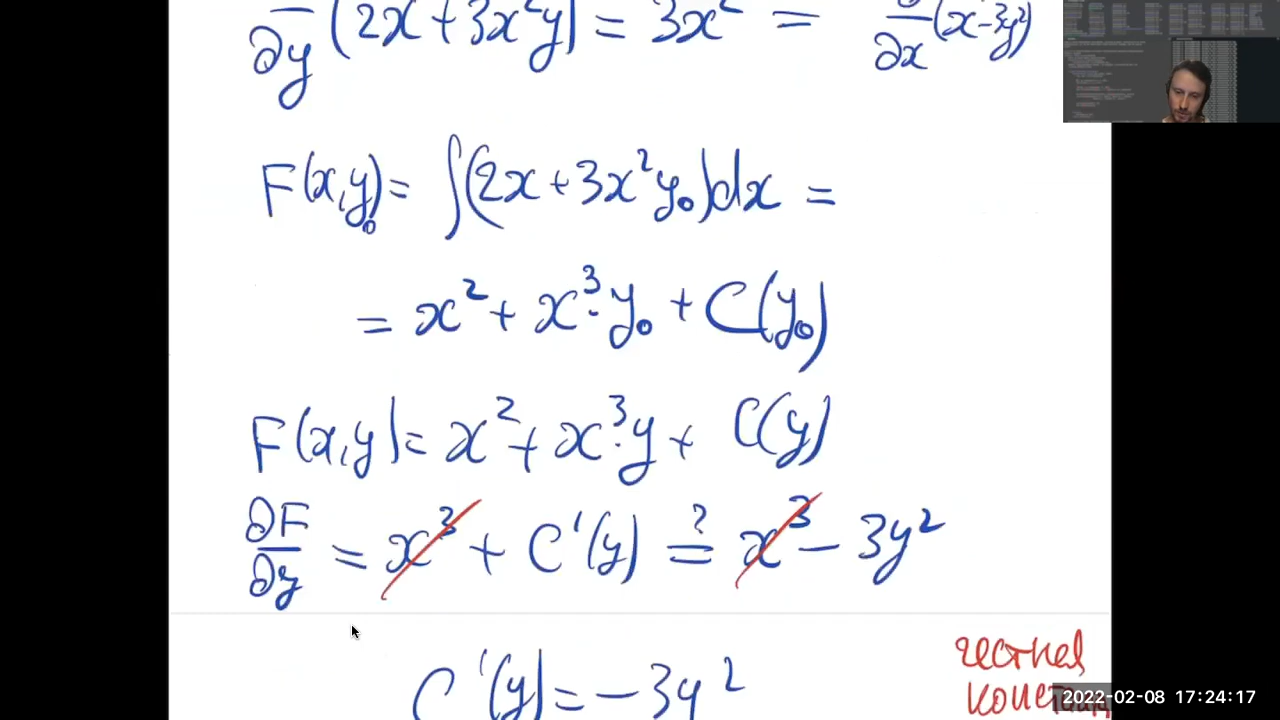 ∂/∂y (2x + 3x²y) = 3x² = ∂/∂x (x³ - 3y²)
F(x,y₀) = ∫(2x + 3x²y₀)dx =
= x² + x³·y₀ + C(y₀)
F(x,y) = x² + x³·y + C(y)
∂F/∂y = x³ + C'(y) ≟ x³ - 3y²
C'(y) = -3y²
честная
2022-02-08 17:24:17